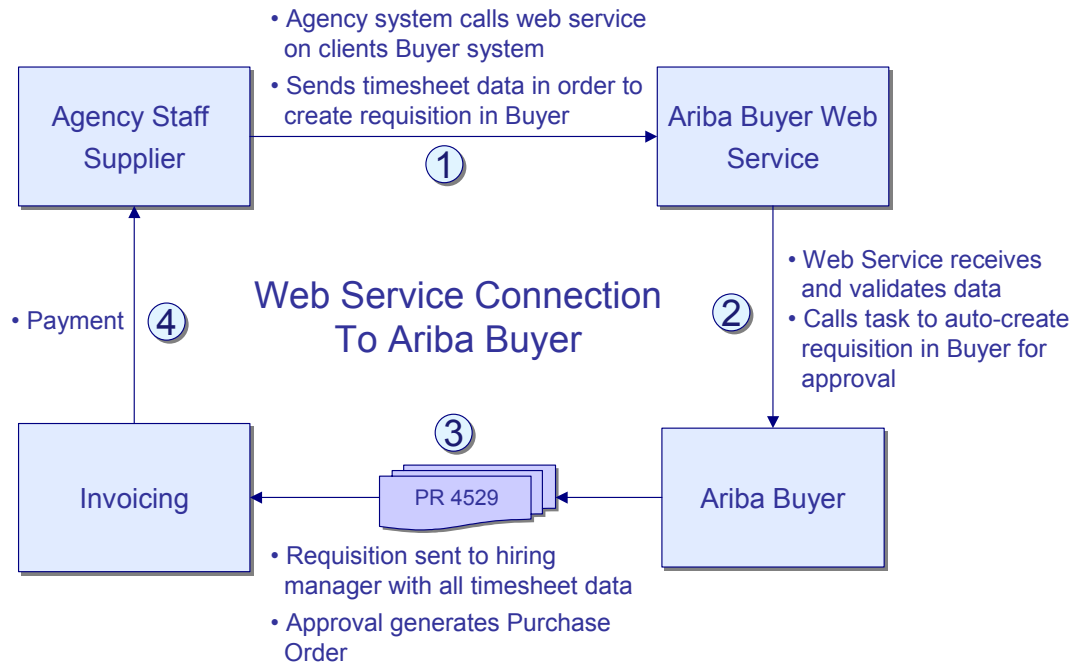 • Agency system calls web service
on clients Buyer system
• Sends timesheet data in order to
create requisition in Buyer
Agency Staff
Supplier
1
Ariba Buyer Web
Service
Web Service Connection
To Ariba Buyer
2
• Web Service receives
and validates data
• Calls task to auto-create
requisition in Buyer for
approval
• Payment
4
3
Invoicing
PR 4529
Ariba Buyer
• Requisition sent to hiring
manager with all timesheet data
• Approval generates Purchase
Order